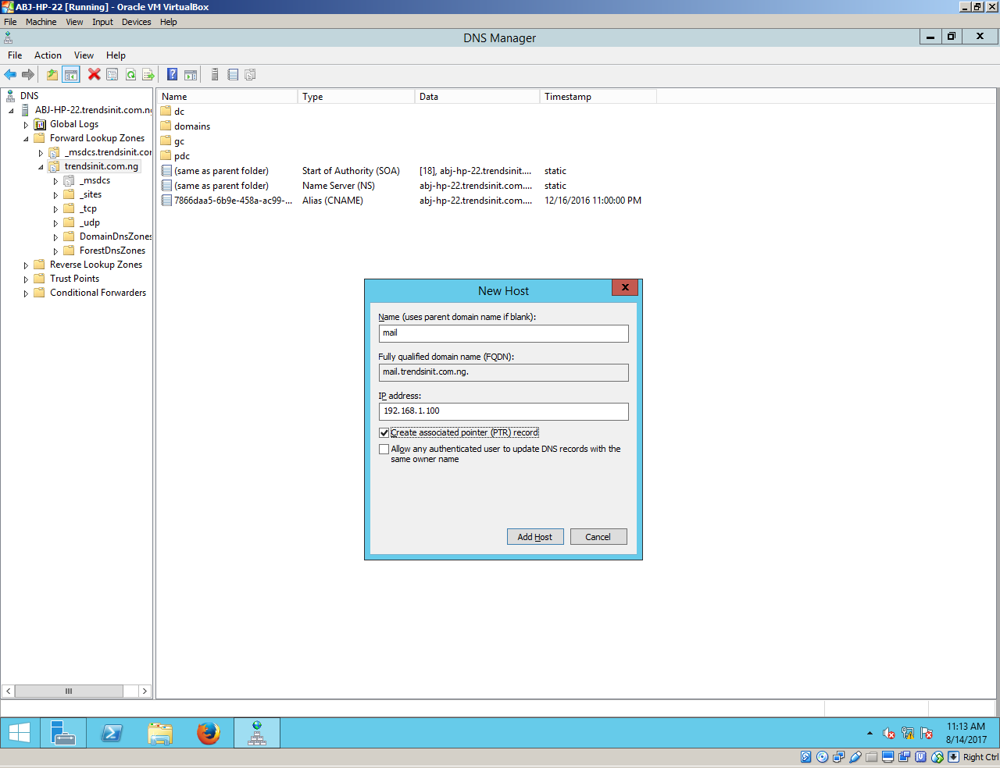 ABJ-HP-22 [Running] - Oracle VM VirtualBox
File Machine View Input Devices Help
DNS Manager
File Action View Help
DNS
ABJ-HP-22.trendsinit.com.n
Global Logs
Forward Lookup Zones
_msdcs.trendsinit.co
trendsinit.com.ng
_msdcs
_sites
_tcp
_udp
DomainDnsZones
ForestDnsZones
Reverse Lookup Zones
Trust Points
Conditional Forwarders
Name Type Data Timestamp
dc
domains
gc
pdc
(same as parent folder) Start of Authority (SOA) [18], abj-hp-22.trendsinit.... static
(same as parent folder) Name Server (NS) abj-hp-22.trendsinit.com.... static
7866daa5-6b9e-458a-ac99-... Alias (CNAME) abj-hp-22.trendsinit.com.... 12/16/2016 11:00:00 PM
New Host
Name (uses parent domain name if blank):
mail
Fully qualified domain name (FQDN):
mail.trendsinit.com.ng.
IP address:
192.168.1.100
Create associated pointer (PTR) record
Allow any authenticated user to update DNS records with the
same owner name
Add Host Cancel
11:13 AM
8/14/2017
Right Ctrl